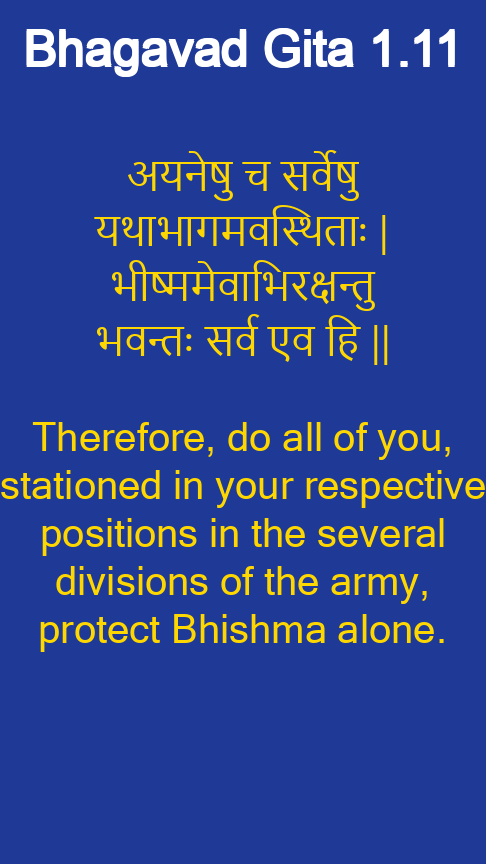 Bhagavad Gita 1.11
अयनेषु च सर्वेषु
यथाभागमवस्थिताः |
भीष्ममेवाभिरक्षन्तु
भवन्तः सर्व एव हि ||
Therefore, do all of you,
stationed in your respective
positions in the several
divisions of the army,
protect Bhishma alone.